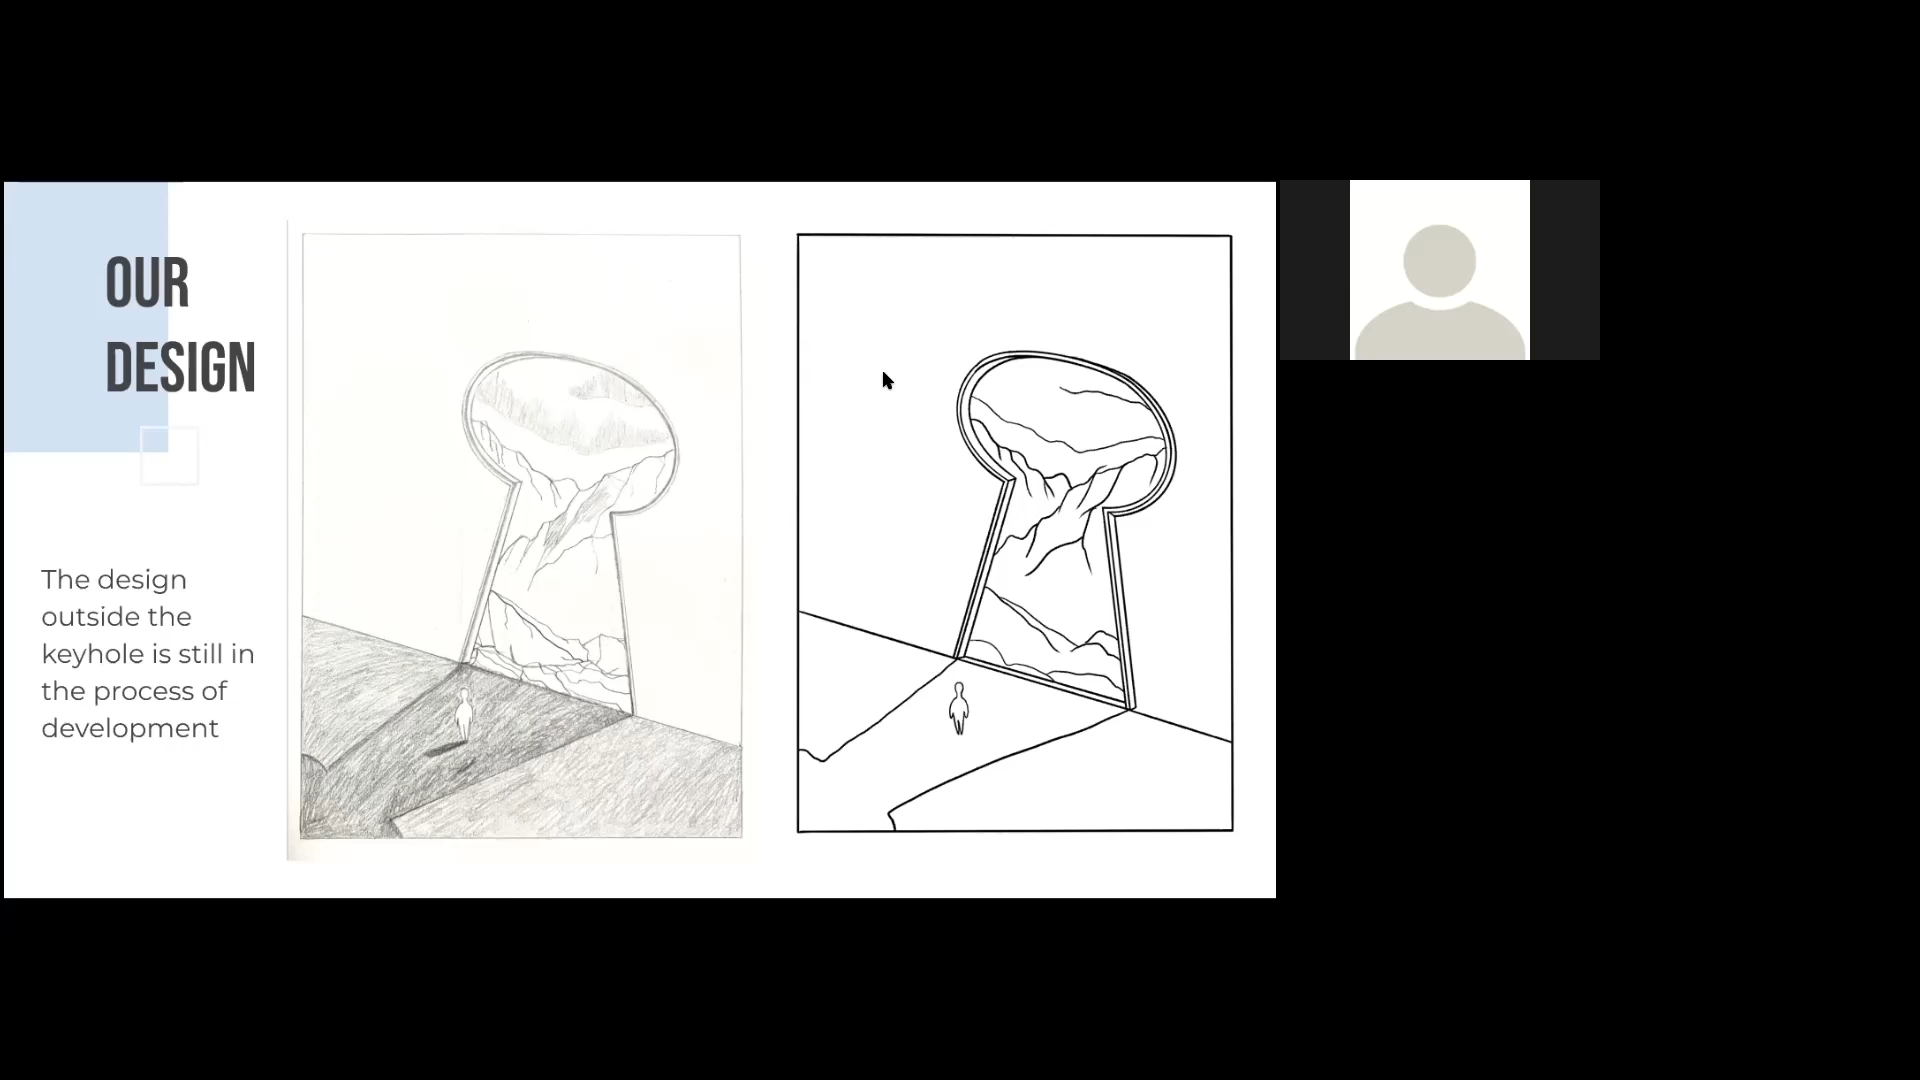 OUR
DESIGN
The design
outside the
keyhole is still in
the process of
development